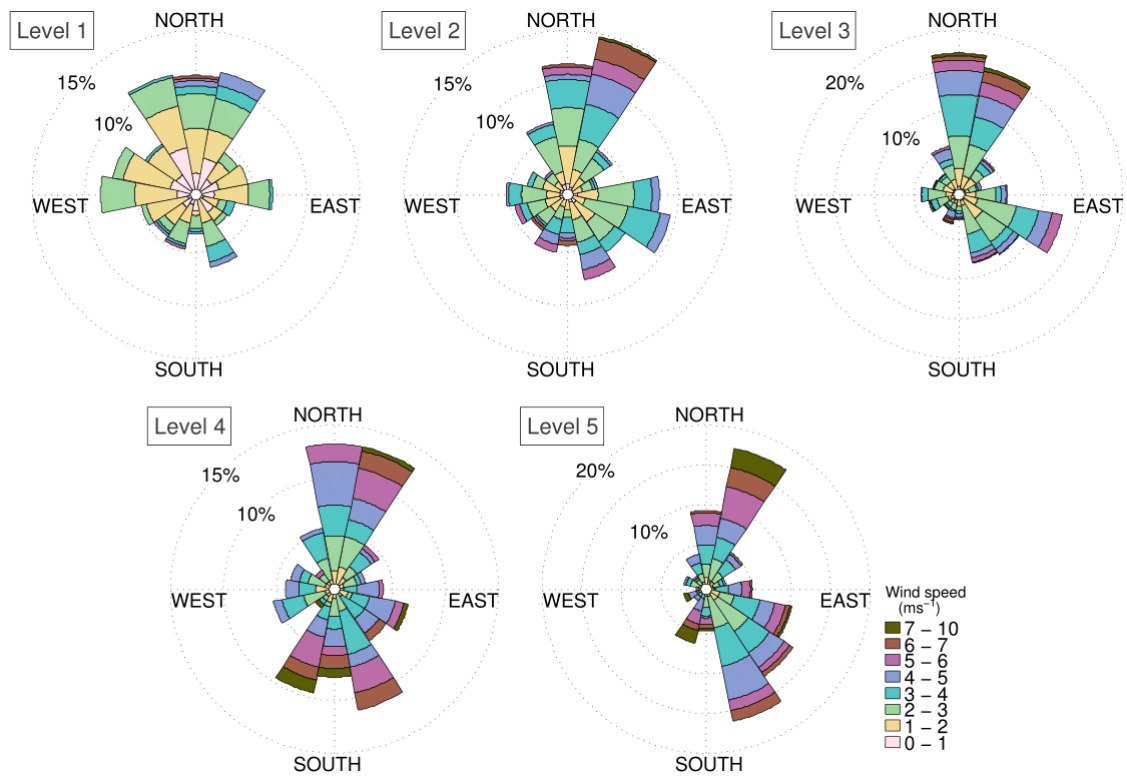 Level 1
NORTH
15%
10%
WEST
EAST
SOUTH
Level 2
NORTH
15%
10%
WEST
EAST
SOUTH
Level 3
NORTH
20%
10%
WEST
EAST
SOUTH
Level 4
NORTH
15%
10%
WEST
EAST
SOUTH
Level 5
NORTH
20%
10%
WEST
EAST
SOUTH
Wind speed
(ms⁻¹)
7 – 10
6 – 7
5 – 6
4 – 5
3 – 4
2 – 3
1 – 2
0 – 1